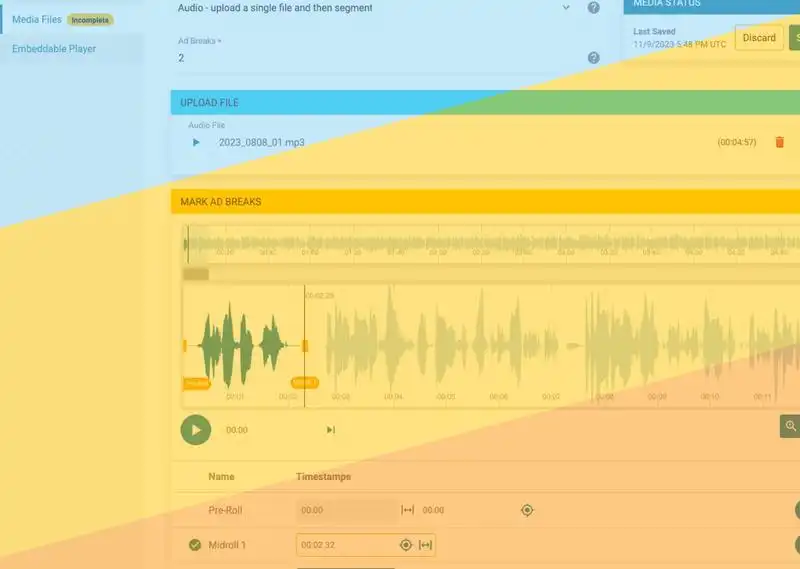 Audio - upload a single file and then segment
MEDIA STATUS
Media Files Incomplete
Embeddable Player
Ad Breaks
2
Last Saved
11/9/2023 5:48 PM UTC
Discard
UPLOAD FILE
Audio File
2023_0808_01.mp3
(00:04:57)
MARK AD BREAKS
00:01 00:02 00:03 00:04 00:05 00:06 00:07 00:08 00:09 00:10 00:11
00:00
Name Timestamps
Pre-Roll 00:00 00:00
Midroll 1 00:02.32